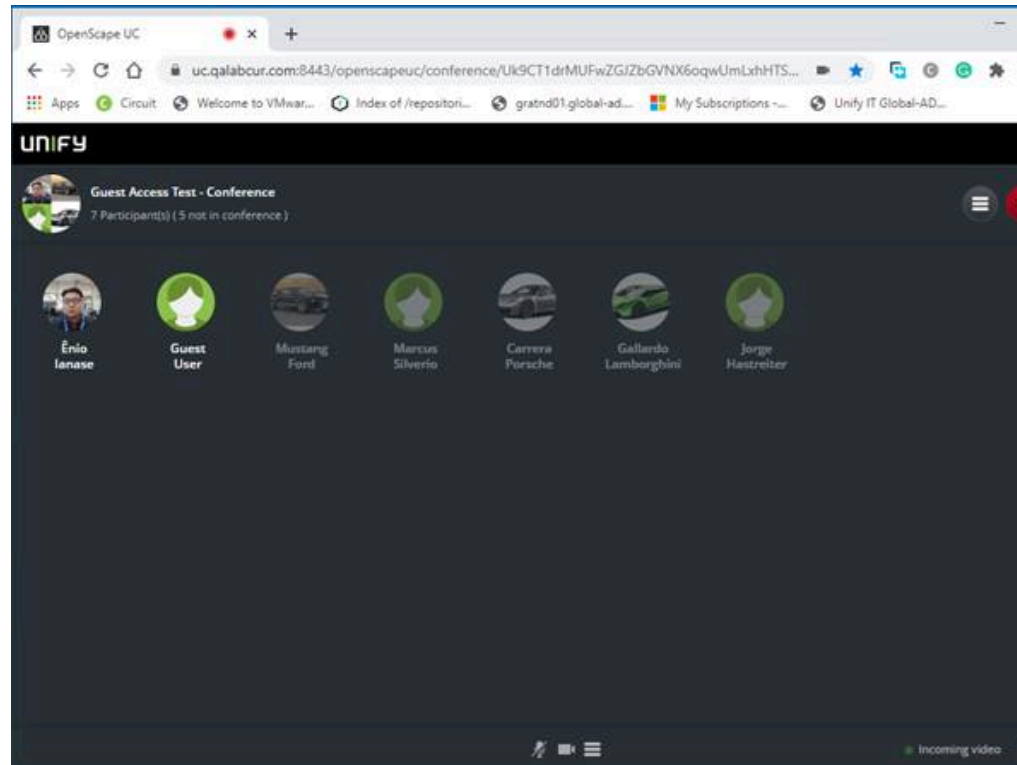 OpenScape UC
uc.qalabcur.com:8443/openscapeuc/conference/Uk9CT1drMUFwZGJZbGVNX6oqwUmLxhHTS...
Apps Circuit Welcome to VMwar... Index of /repositori... gratnd01.global-ad... My Subscriptions -... Unify IT Global-AD...
UNIFY
Guest Access Test - Conference
7 Participant(s) ( 5 not in conference )
Ênio Guest Mustang Marcus Carrera Gallardo Jorge
Ianase User Ford Silverio Porsche Lamborghini Hastreiter
Incoming video